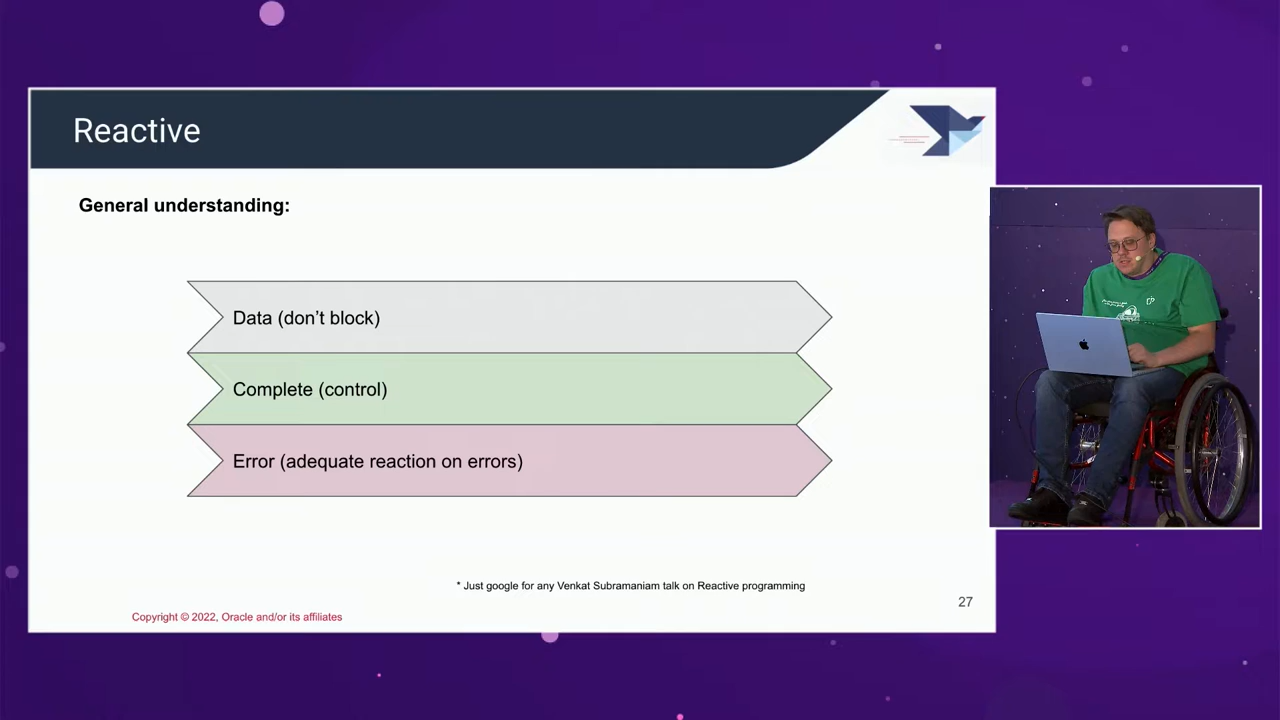 Reactive
General understanding:
Data (don’t block)
Complete (control)
Error (adequate reaction on errors)
* Just google for any Venkat Subramaniam talk on Reactive programming
27
Copyright © 2022, Oracle and/or its affiliates